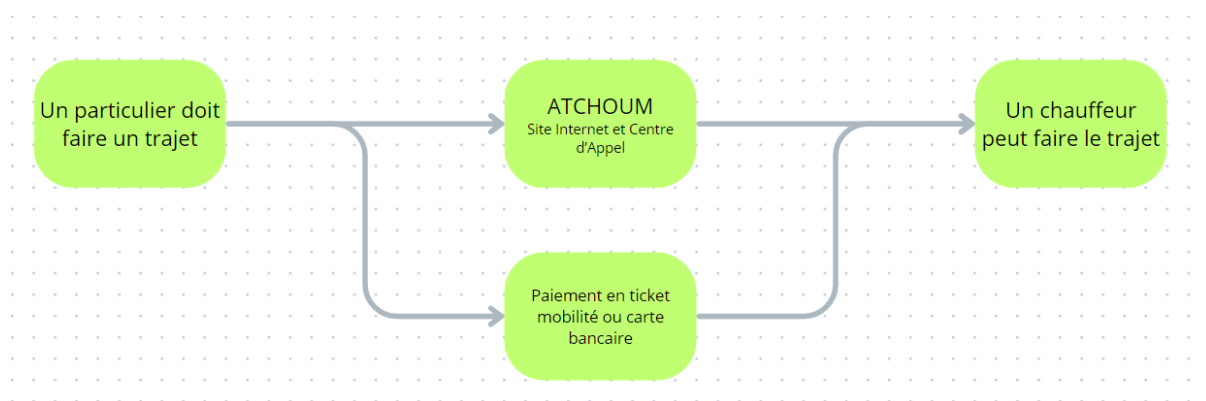 Un particulier doit
faire un trajet
ATCHOUM
Site Internet et Centre
d'Appel
Un chauffeur
peut faire le trajet
Paiement en ticket
mobilité ou carte
bancaire